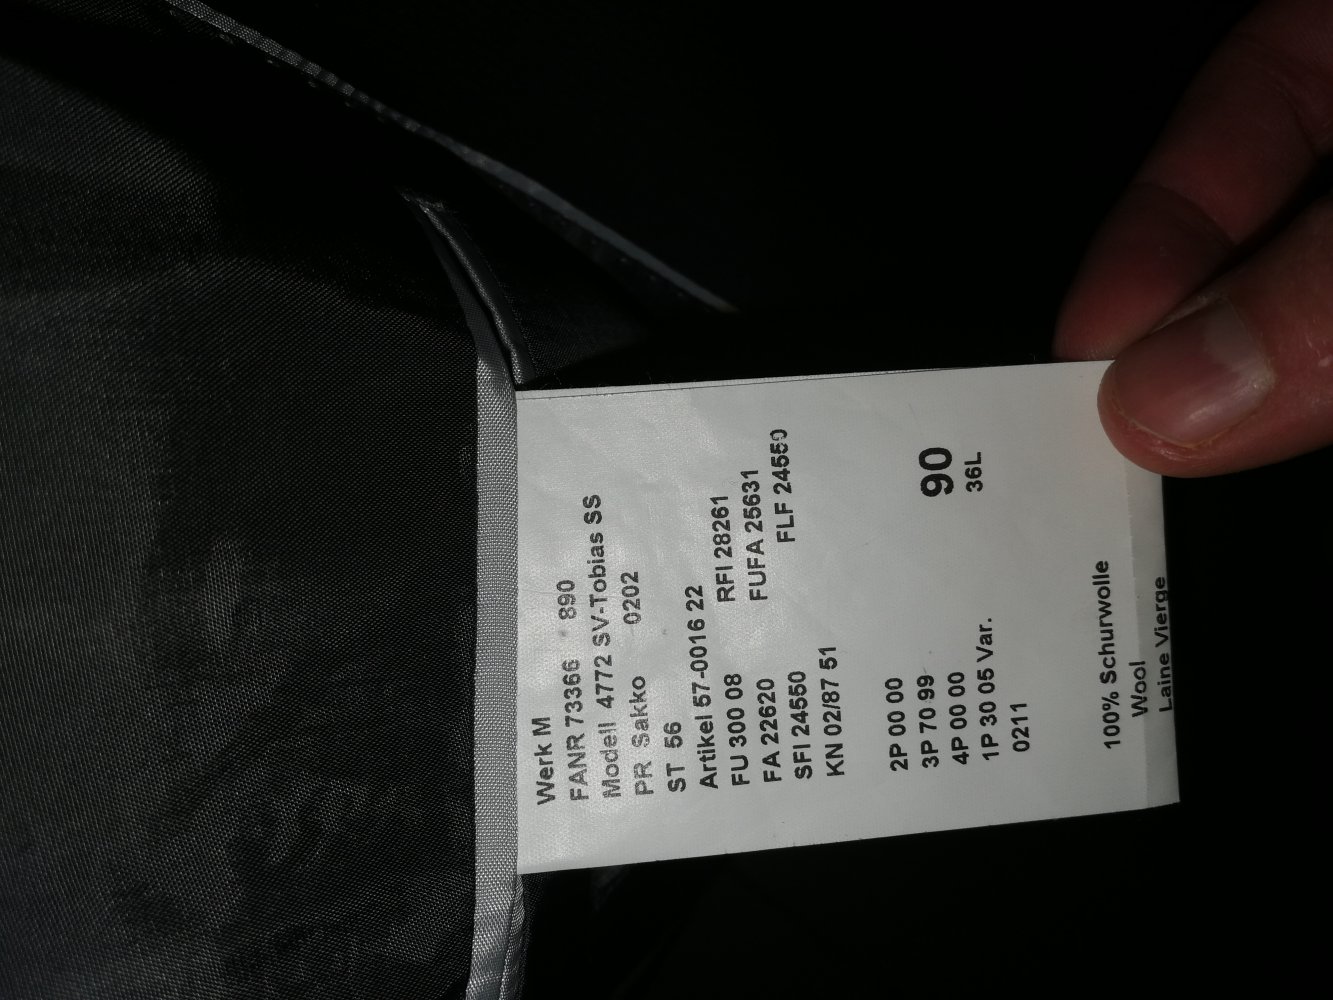 Werk M
FANR 73366 890
Modell 4772 SV-Tobias SS
PR Sakko 0202
ST 56
Artikel 57-0016 22
FU 300 08 RFI 28261
FA 22620 FUFA 25631
SFI 24550 FLF 24550
KN 02/87 51
2P 00 00
3P 70 99 90
4P 00 00 36L
1P 30 05 Var.
0211
100% Schurwolle
Wool
Laine Vierge